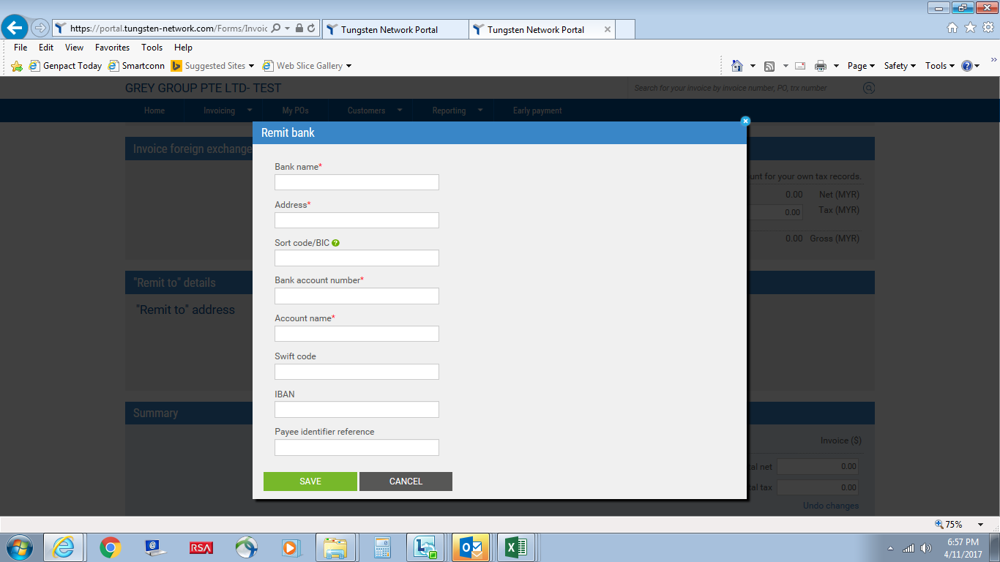 https://portal.tungsten-network.com/Forms/Invoic
Tungsten Network Portal
Tungsten Network Portal
File Edit View Favorites Tools Help
Genpact Today Smartconn Suggested Sites Web Slice Gallery Page Safety Tools
GREY GROUP PTE LTD- TEST
Search for your invoice by invoice number, PO, trx number
Home Invoicing My POs Customers Reporting Early payment
Remit bank
Invoice foreign exchange
Bank name*
unt for your own tax records.
0.00 Net (MYR)
Address*
0.00 Tax (MYR)
Sort code/BIC ?
0.00 Gross (MYR)
Bank account number*
"Remit to" details
"Remit to" address
Account name*
Swift code
IBAN
Summary
Payee identifier reference
Invoice ($)
tal net 0.00
SAVE CANCEL
tal tax 0.00
Undo changes
75%
RSA
6:57 PM
4/11/2017